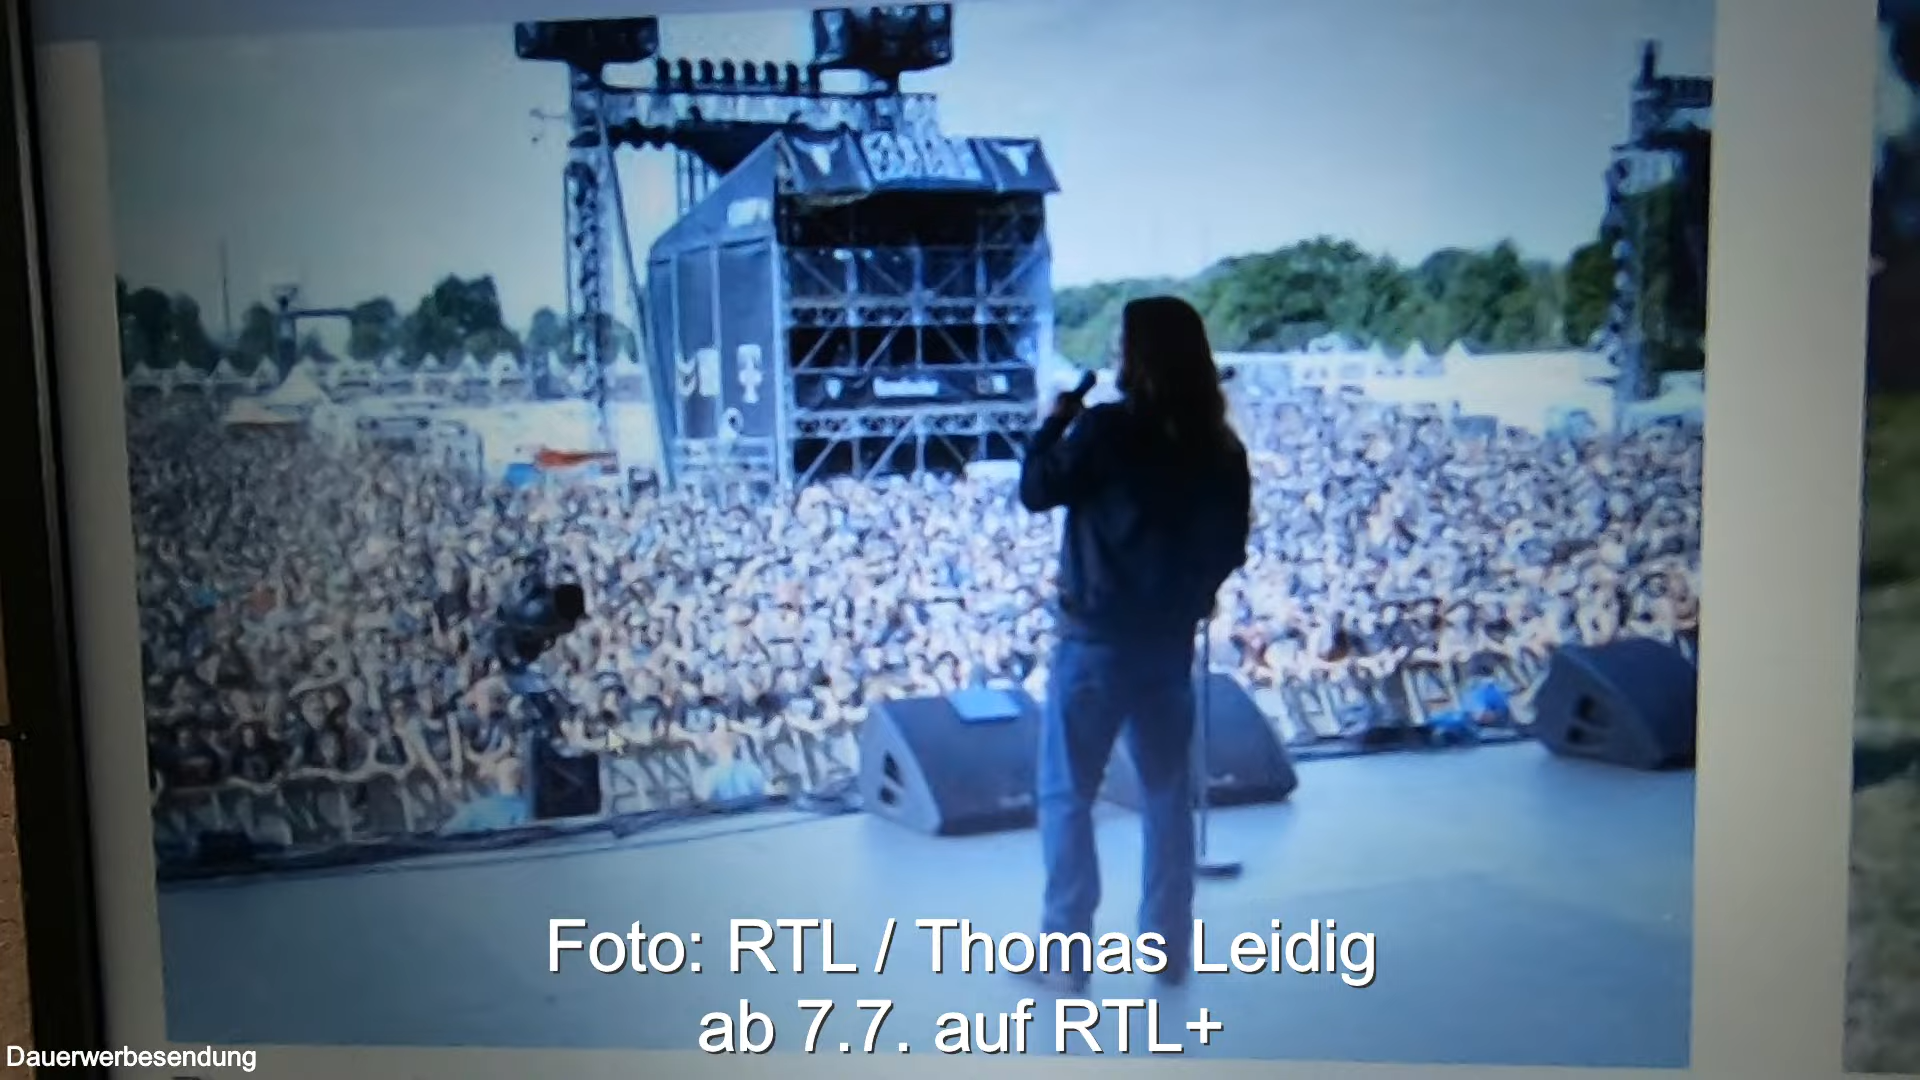 Foto: RTL / Thomas Leidig
ab 7.7. auf RTL+
Dauerwerbesendung